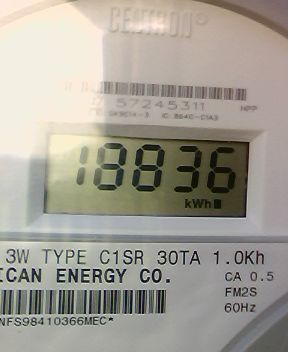 CENTRON®
57245311 HPP
18836
kWh
3W TYPE C1SR 30TA 1.0Kh
ICAN ENERGY CO. CA 0.5
FM2S
60Hz
NFS98410366MEC*